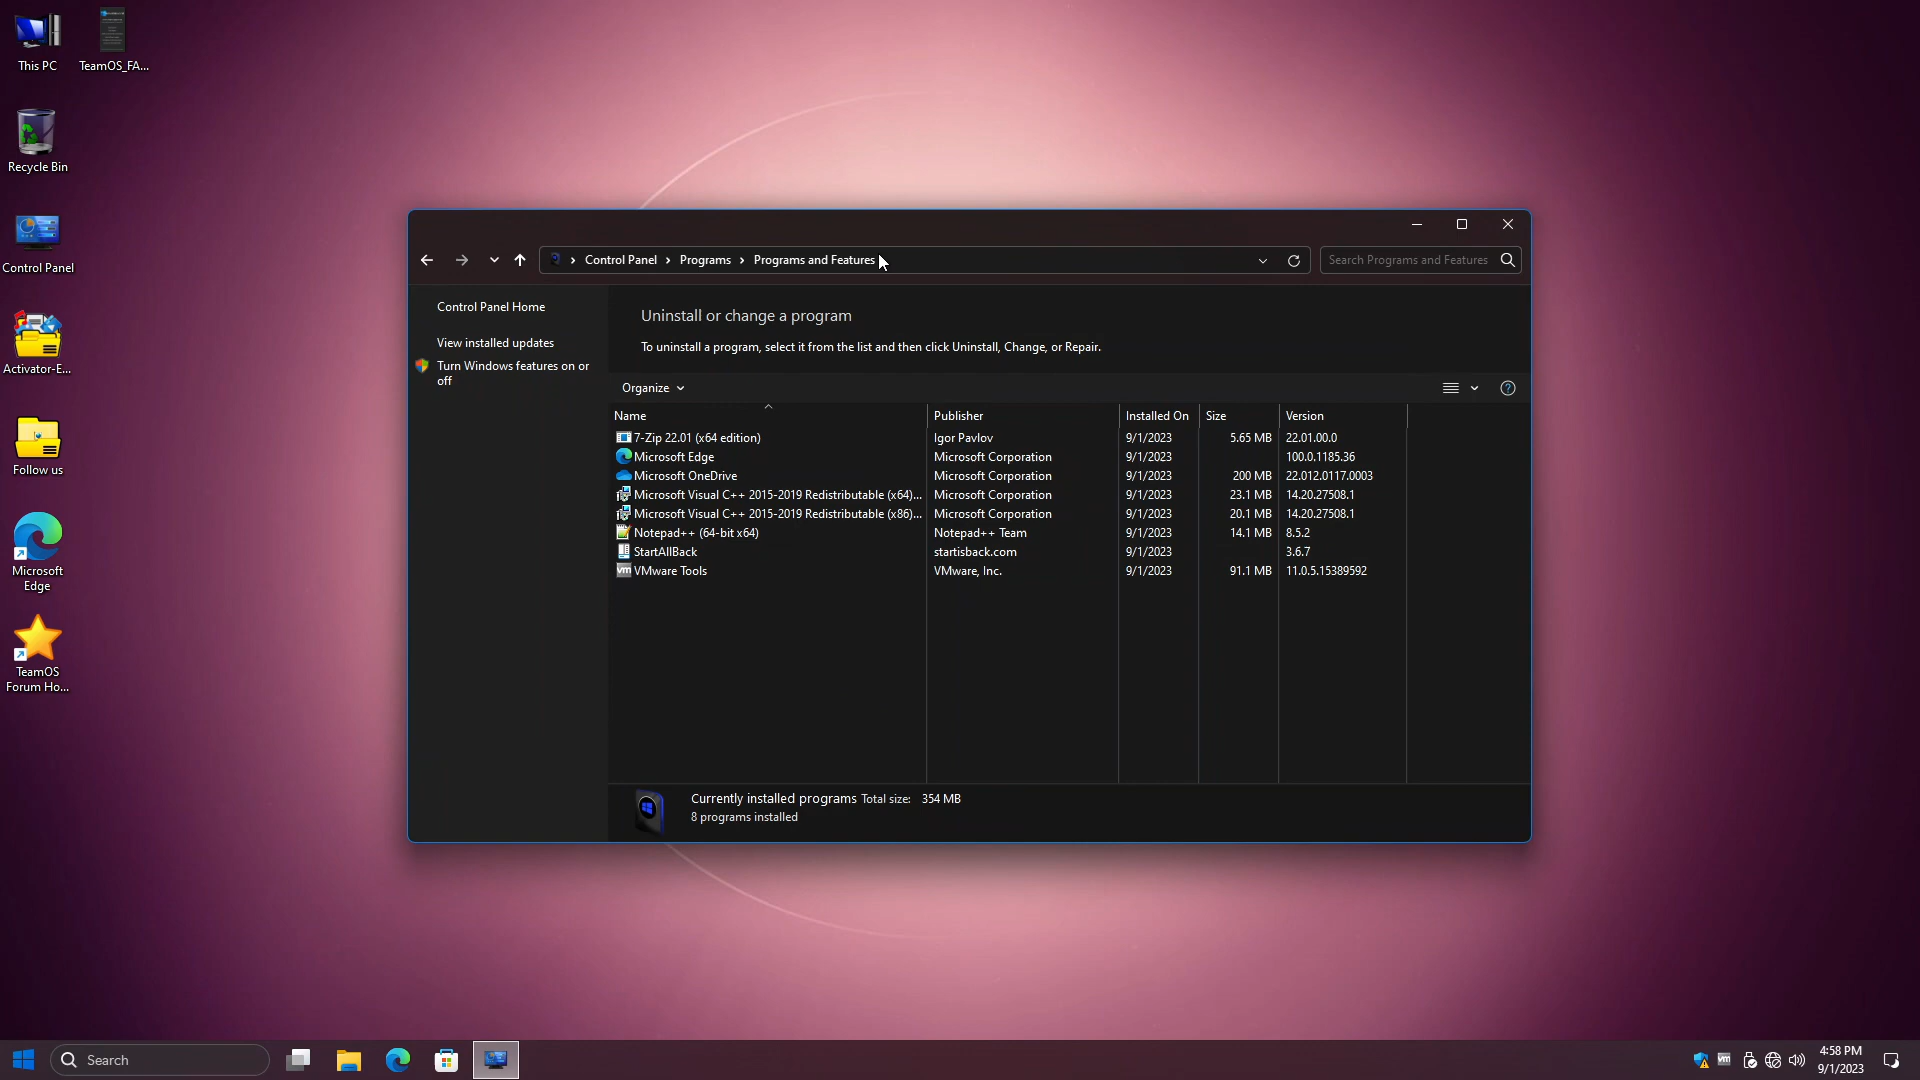 This PC
TeamOS_FA...
Recycle Bin
Control Panel
Activator-E...
Follow us
Microsoft
Edge
TeamOS
Forum Ho...
Control Panel
Programs
Programs and Features
Search Programs and Features
Control Panel Home
View installed updates
Turn Windows features on or
off
Uninstall or change a program
To uninstall a program, select it from the list and then click Uninstall, Change, or Repair.
Organize
Name Publisher Installed On Size Version
7-Zip 22.01 (x64 edition) Igor Pavlov 9/1/2023 5.65 MB 22.01.00.0
Microsoft Edge Microsoft Corporation 9/1/2023 100.0.1185.36
Microsoft OneDrive Microsoft Corporation 9/1/2023 200 MB 22.012.0117.0003
Microsoft Visual C++ 2015-2019 Redistributable (x64)... Microsoft Corporation 9/1/2023 23.1 MB 14.20.27508.1
Microsoft Visual C++ 2015-2019 Redistributable (x86)... Microsoft Corporation 9/1/2023 20.1 MB 14.20.27508.1
Notepad++ (64-bit x64) Notepad++ Team 9/1/2023 14.1 MB 8.5.2
StartAllBack startisback.com 9/1/2023 3.6.7
vm VMware Tools VMware, Inc. 9/1/2023 91.1 MB 11.0.5.15389592
Currently installed programs Total size: 354 MB
8 programs installed
Search
vm
4:58 PM
9/1/2023